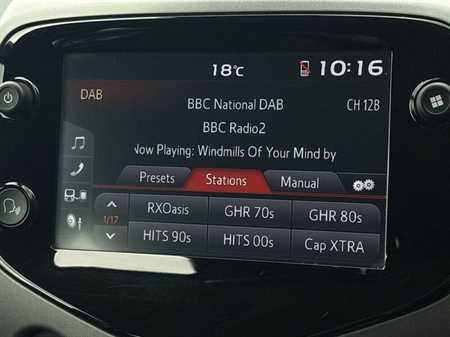 18°C 10:16
DAB
BBC National DAB CH 12B
BBC Radio2
Now Playing: Windmills Of Your Mind by
Presets Stations Manual
1/17
RXOasis GHR 70s GHR 80s
HITS 90s HITS 00s Cap XTRA